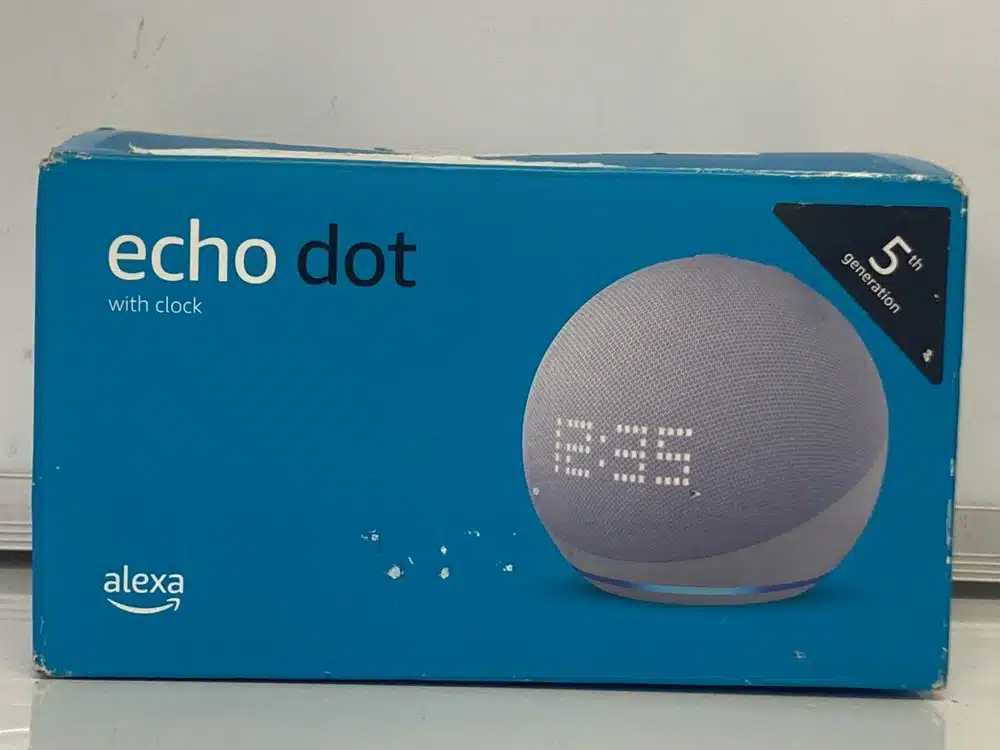 echo dot
with clock
5th
generation
12:35
alexa